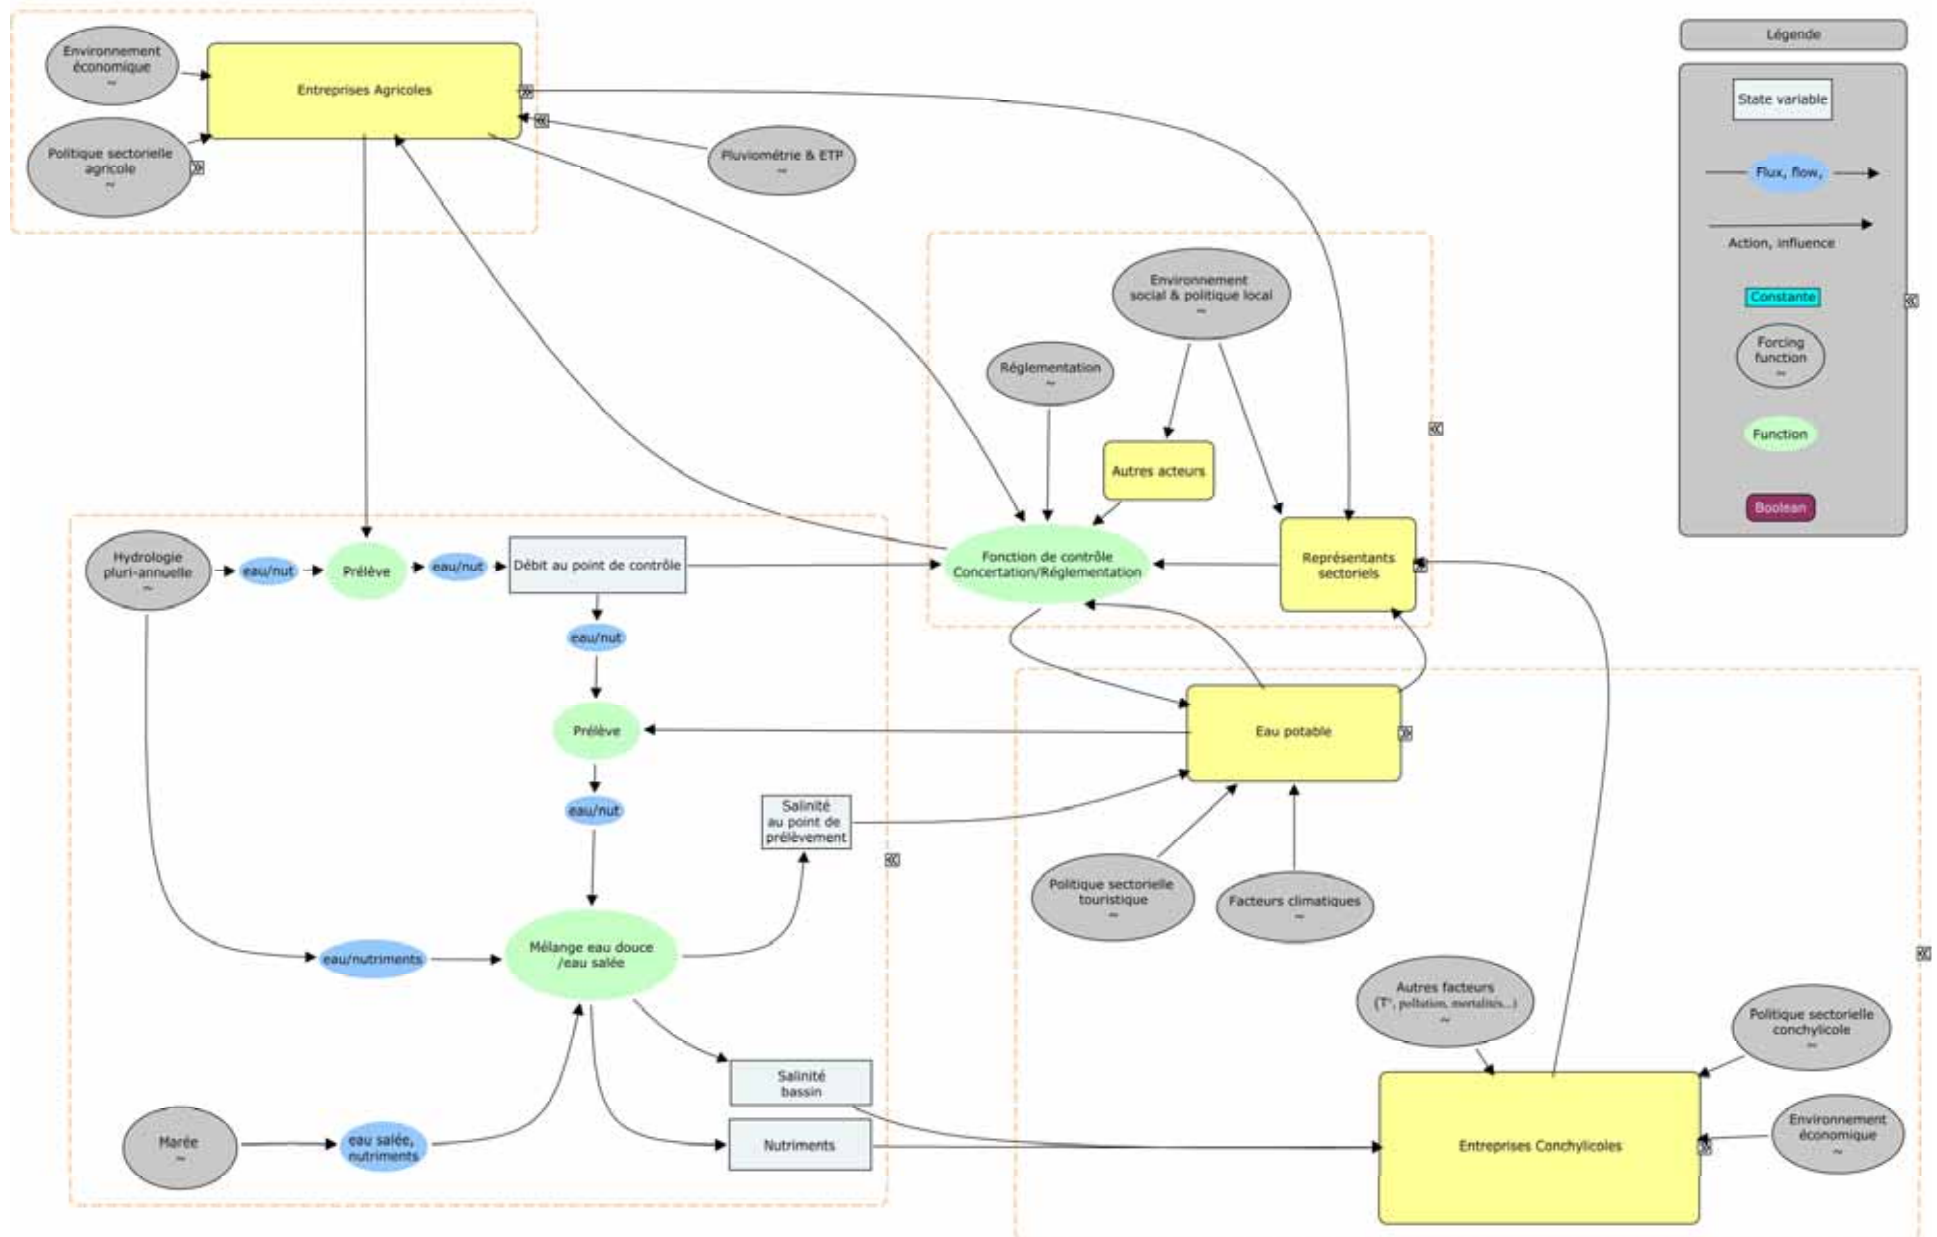 Environnement
économique
~
Entreprises Agricoles
Politique sectorielle
agricole
~
Pluviométrie & ETP
~
Légende
State variable
Flux, flow,
Action, influence
Constante
Forcing
function
~
Function
Boolean
Environnement
social & politique local
~
Réglementation
~
Autres acteurs
Fonction de contrôle
Concertation/Réglementation
Représentants
sectoriels
Hydrologie
pluri-annuelle
~
eau/nut
Prélève
eau/nut
Débit au point de contrôle
eau/nut
Prélève
eau/nut
Salinité
au point de
prélèvement
Eau potable
Politique sectorielle
touristique
~
Facteurs climatiques
~
eau/nutriments
Mélange eau douce
/eau salée
Marée
~
eau salée,
nutriments
Salinité
bassin
Nutriments
Autres facteurs
(T°, pollution, mortalités...)
~
Politique sectorielle
conchylicole
~
Environnement
économique
~
Entreprises Conchylicoles